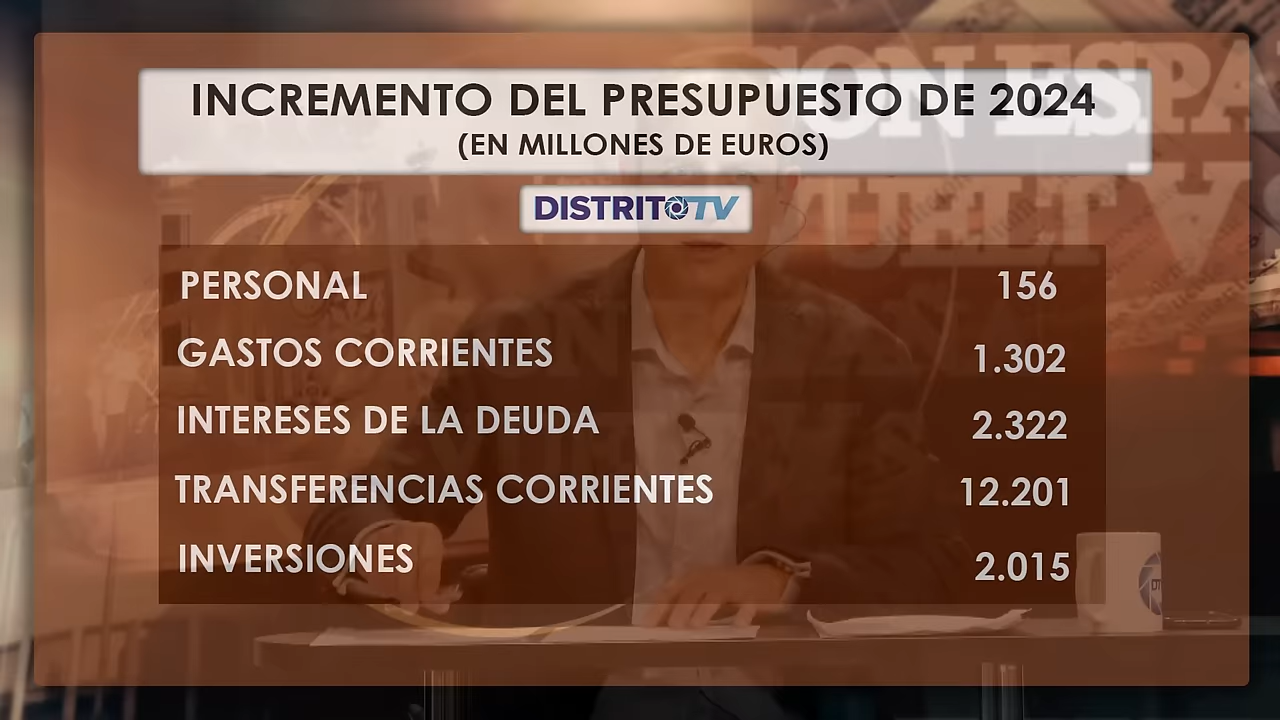 INCREMENTO DEL PRESUPUESTO DE 2024
(EN MILLONES DE EUROS)
DISTRITOTV
PERSONAL 156
GASTOS CORRIENTES 1.302
INTERESES DE LA DEUDA 2.322
TRANSFERENCIAS CORRIENTES 12.201
INVERSIONES 2.015